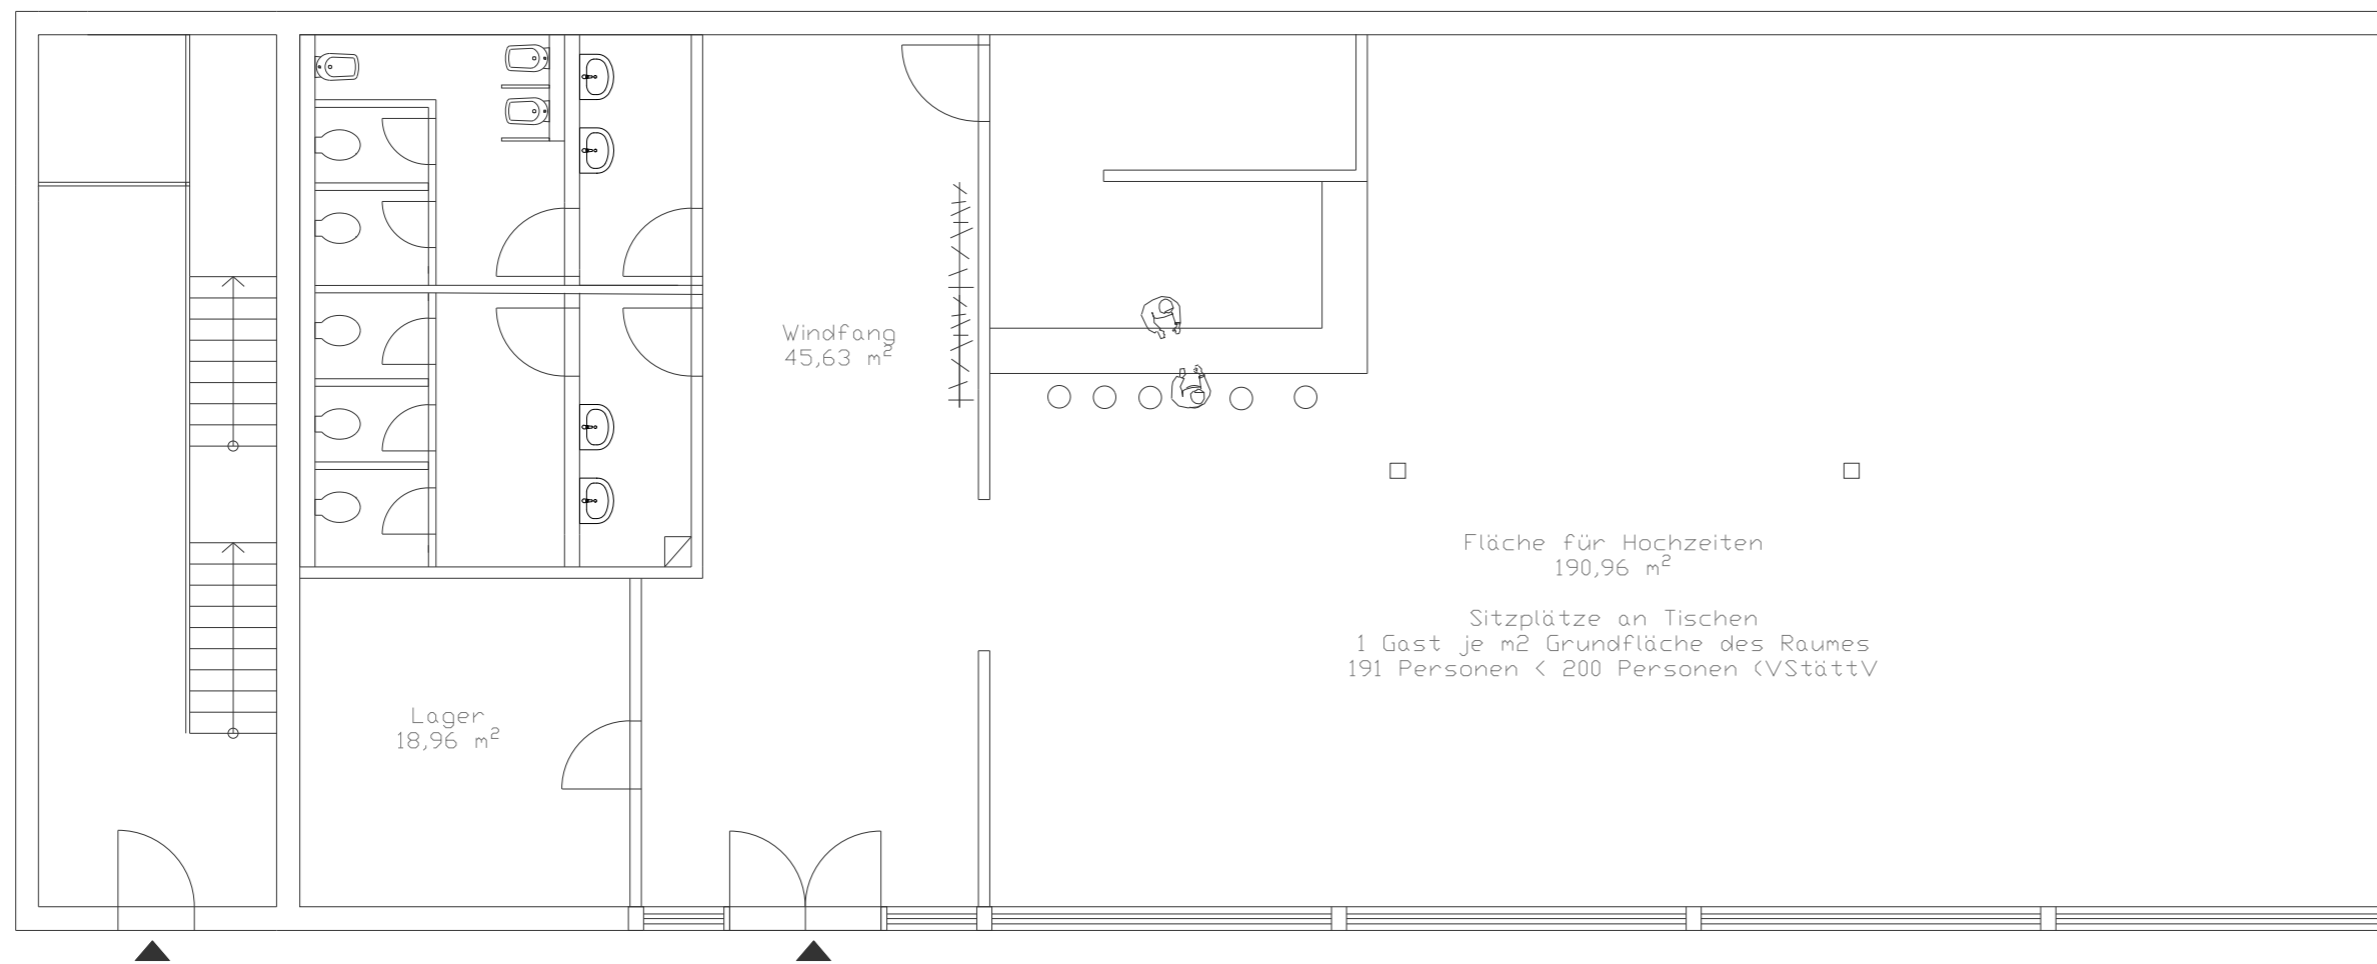 Windfang
45,63 m²
Fläche für Hochzeiten
190,96 m²
Sitzplätze an Tischen
1 Gast je m2 Grundfläche des Raumes
191 Personen < 200 Personen (VStättV
Lager
18,96 m²